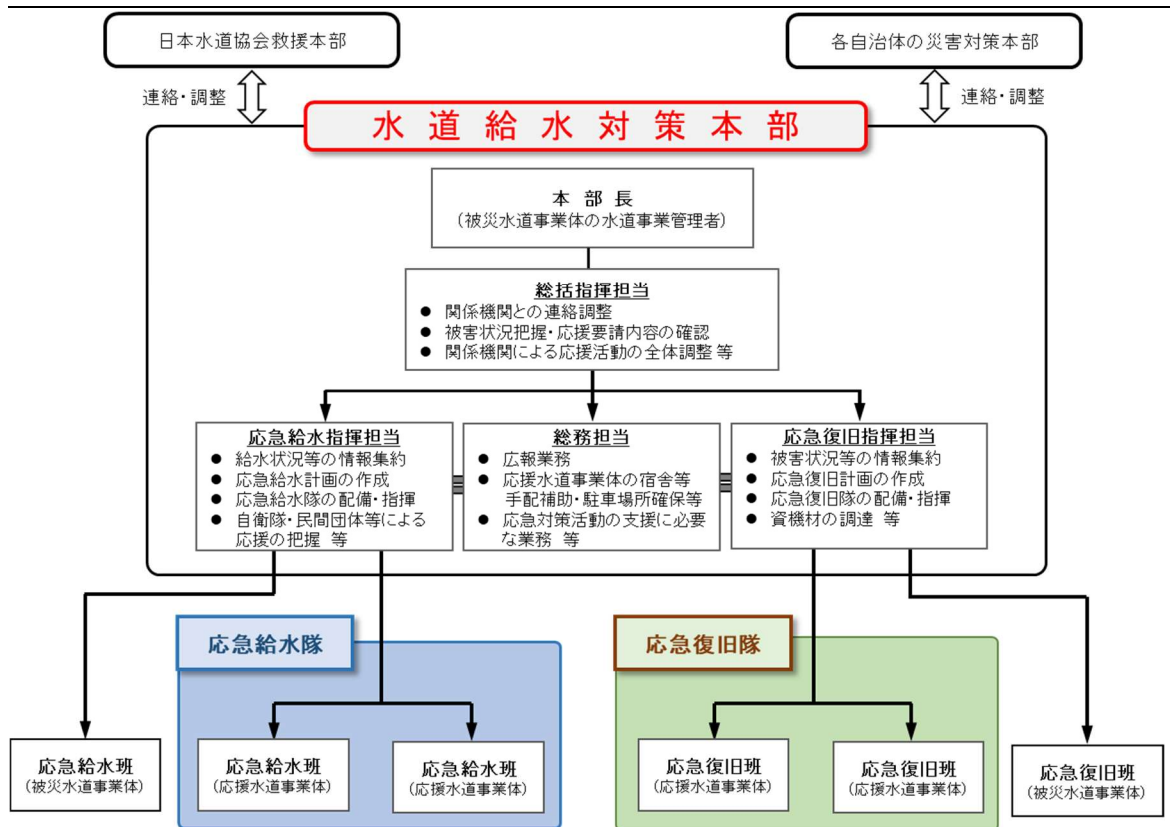 日本水道協会救援本部
各自治体の災害対策本部
連絡・調整
連絡・調整
水道給水対策本部
本部長
(被災水道事業体の水道事業管理者)
総括指揮担当
● 関係機関との連絡調整
● 被害状況把握・応援要請内容の確認
● 関係機関による応援活動の全体調整 等
応急給水指揮担当
● 給水状況等の情報集約
● 応急給水計画の作成
● 応急給水隊の配備・指揮
● 自衛隊・民間団体等による
応援の把握 等
総務担当
● 広報業務
● 応援水道事業体の宿舎等
手配補助・駐車場所確保等
● 応急対策活動の支援に必要
な業務 等
応急復旧指揮担当
● 被害状況等の情報集約
● 応急復旧計画の作成
● 応急復旧隊の配備・指揮
● 資機材の調達 等
応急給水隊
応急復旧隊
応急給水班
(被災水道事業体)
応急給水班
(応援水道事業体)
応急給水班
(応援水道事業体)
応急復旧班
(応援水道事業体)
応急復旧班
(応援水道事業体)
応急復旧班
(被災水道事業体)